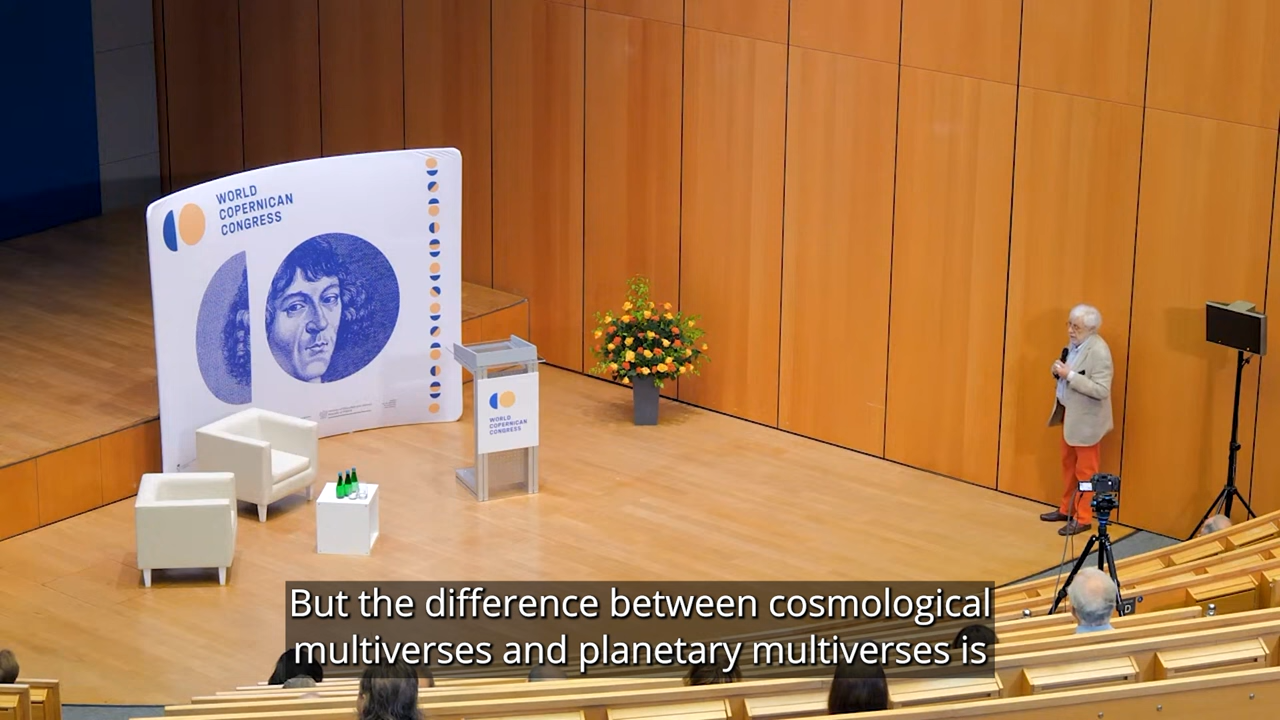 WORLD
COPERNICAN
CONGRESS
WORLD
COPERNICAN
CONGRESS
D
But the difference between cosmological
multiverses and planetary multiverses is